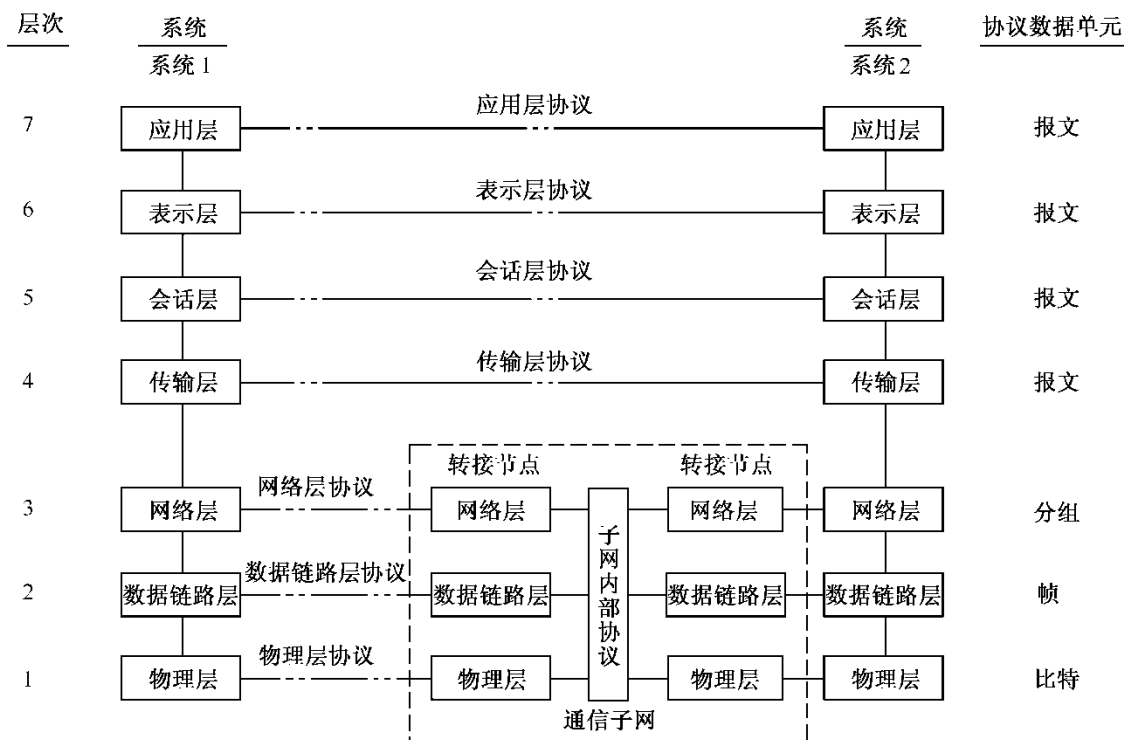 层次 系统 系统 协议数据单元
系统1 系统2
应用层协议
7 应用层 应用层 报文
表示层协议
6 表示层 表示层 报文
会话层协议
5 会话层 会话层 报文
传输层协议
4 传输层 传输层 报文
转接节点 转接节点
网络层协议
3 网络层 网络层 网络层 网络层 分组
子网内部协议
数据链路层协议
2 数据链路层 数据链路层 数据链路层 数据链路层 帧
物理层协议
1 物理层 物理层 物理层 物理层 比特
通信子网